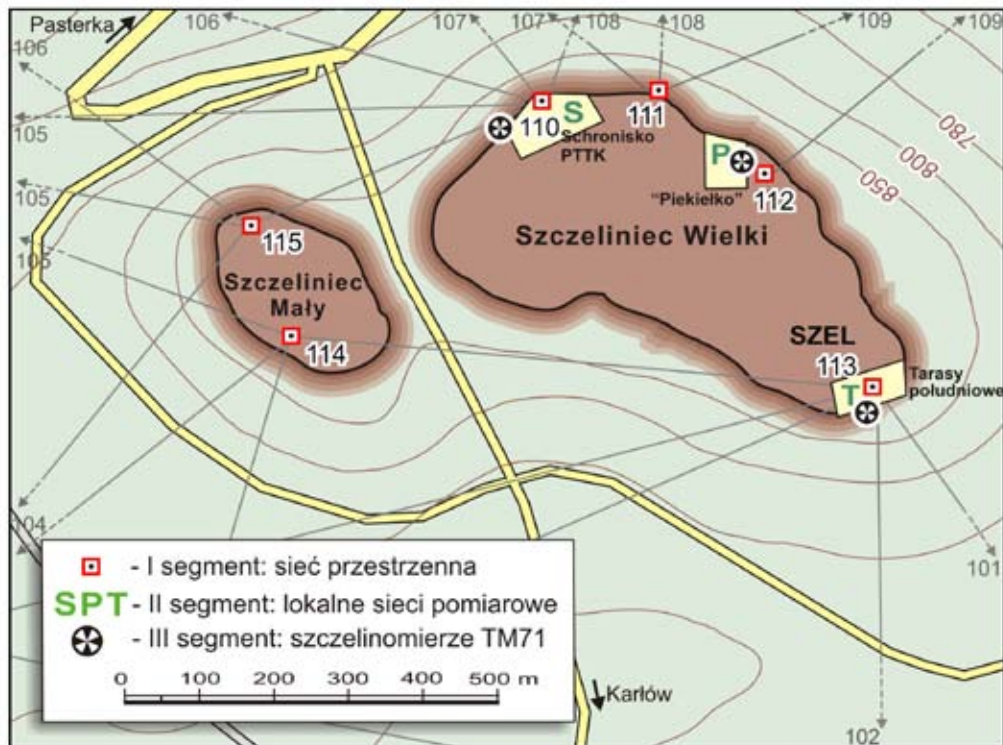 106
107
107
108
108
109
109
Pasterka
106
110
S
Schronisko
PTTK
111
780
800
850
105
P
"Piekiełko"
112
105
115
Szczeliniec Wielki
105
Szczeliniec
Mały
114
SZEL
113
T
Tarasy
południowe
104
101
- I segment: sieć przestrzenna
SPT - II segment: lokalne sieci pomiarowe
- III segment: szczelinomierze TM71
0 100 200 300 400 500 m
Karłów
102